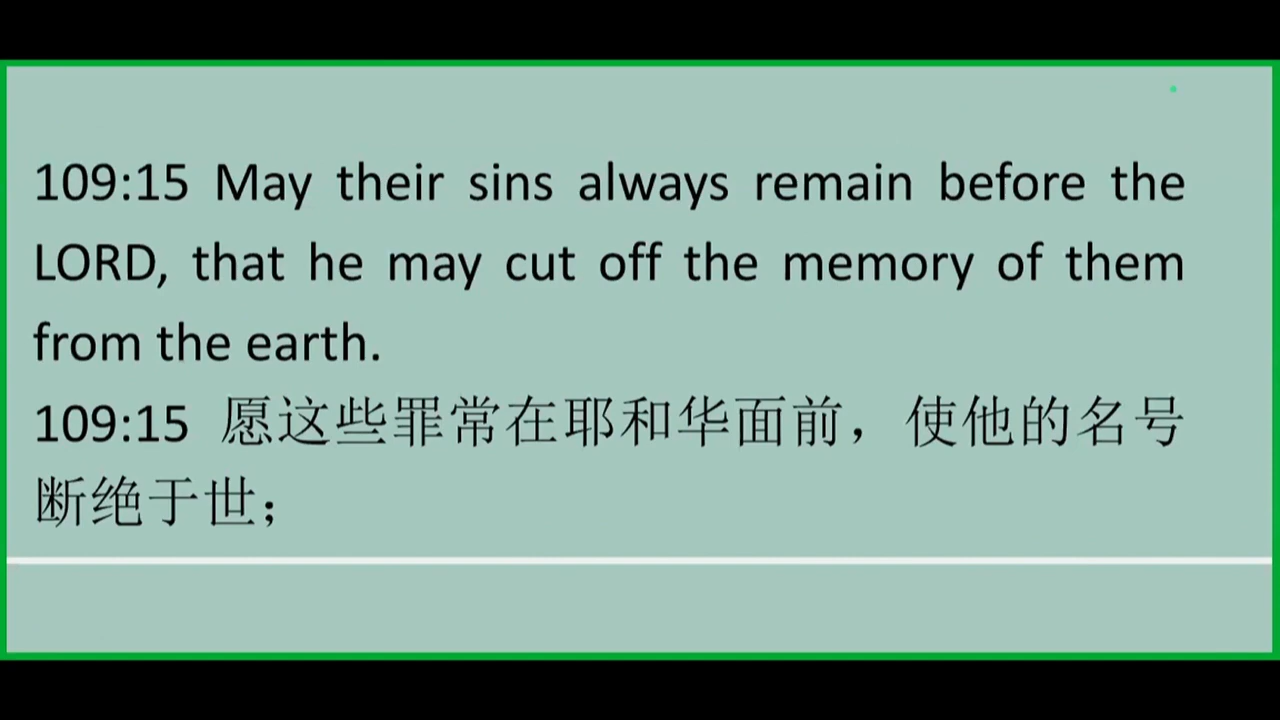 109:15 May their sins always remain before the
LORD, that he may cut off the memory of them
from the earth.
109:15 愿这些罪常在耶和华面前，使他的名号
断绝于世；